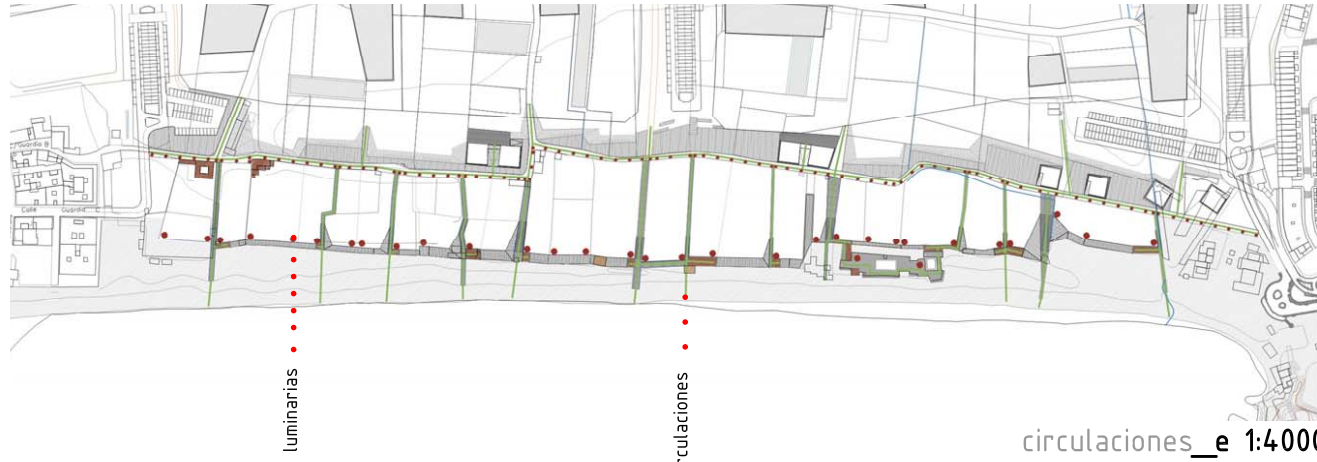 C/ Guardia
Calle Guardia C
luminarias
rculaciones
circulaciones_e 1:4000